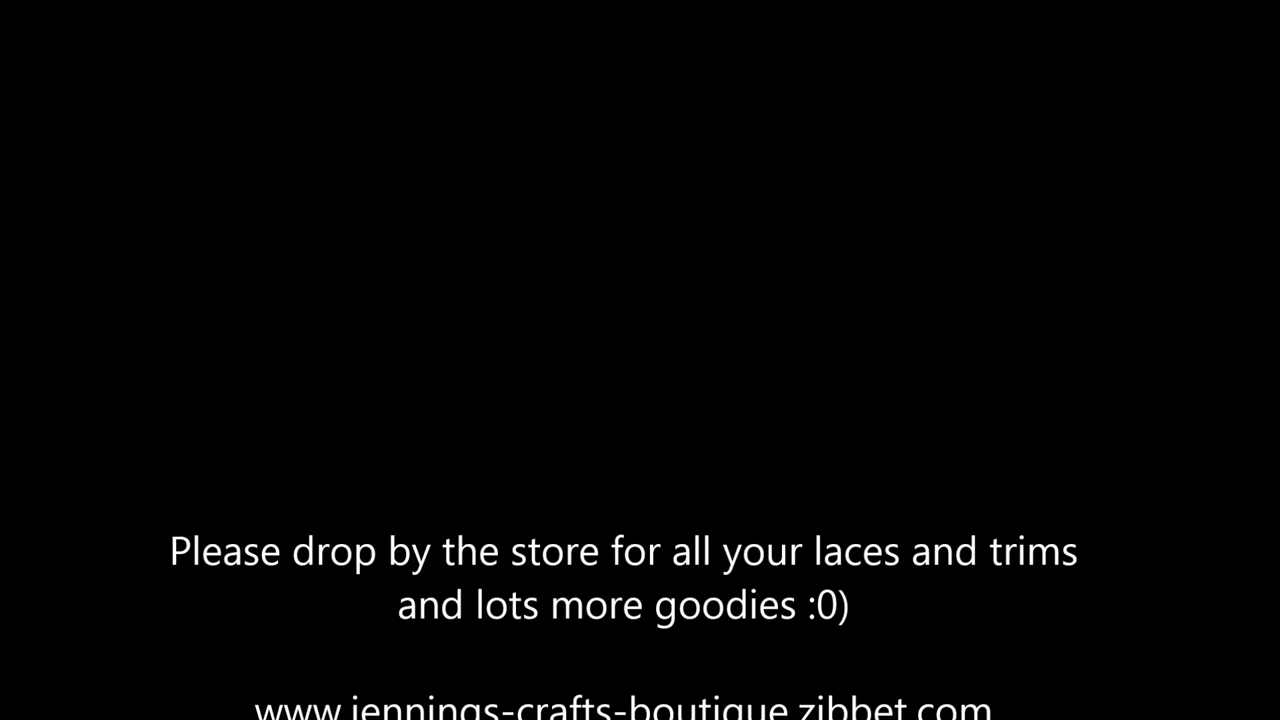 Please drop by the store for all your laces and trims
and lots more goodies :0)
www.jennings-crafts-boutique.zibbet.com